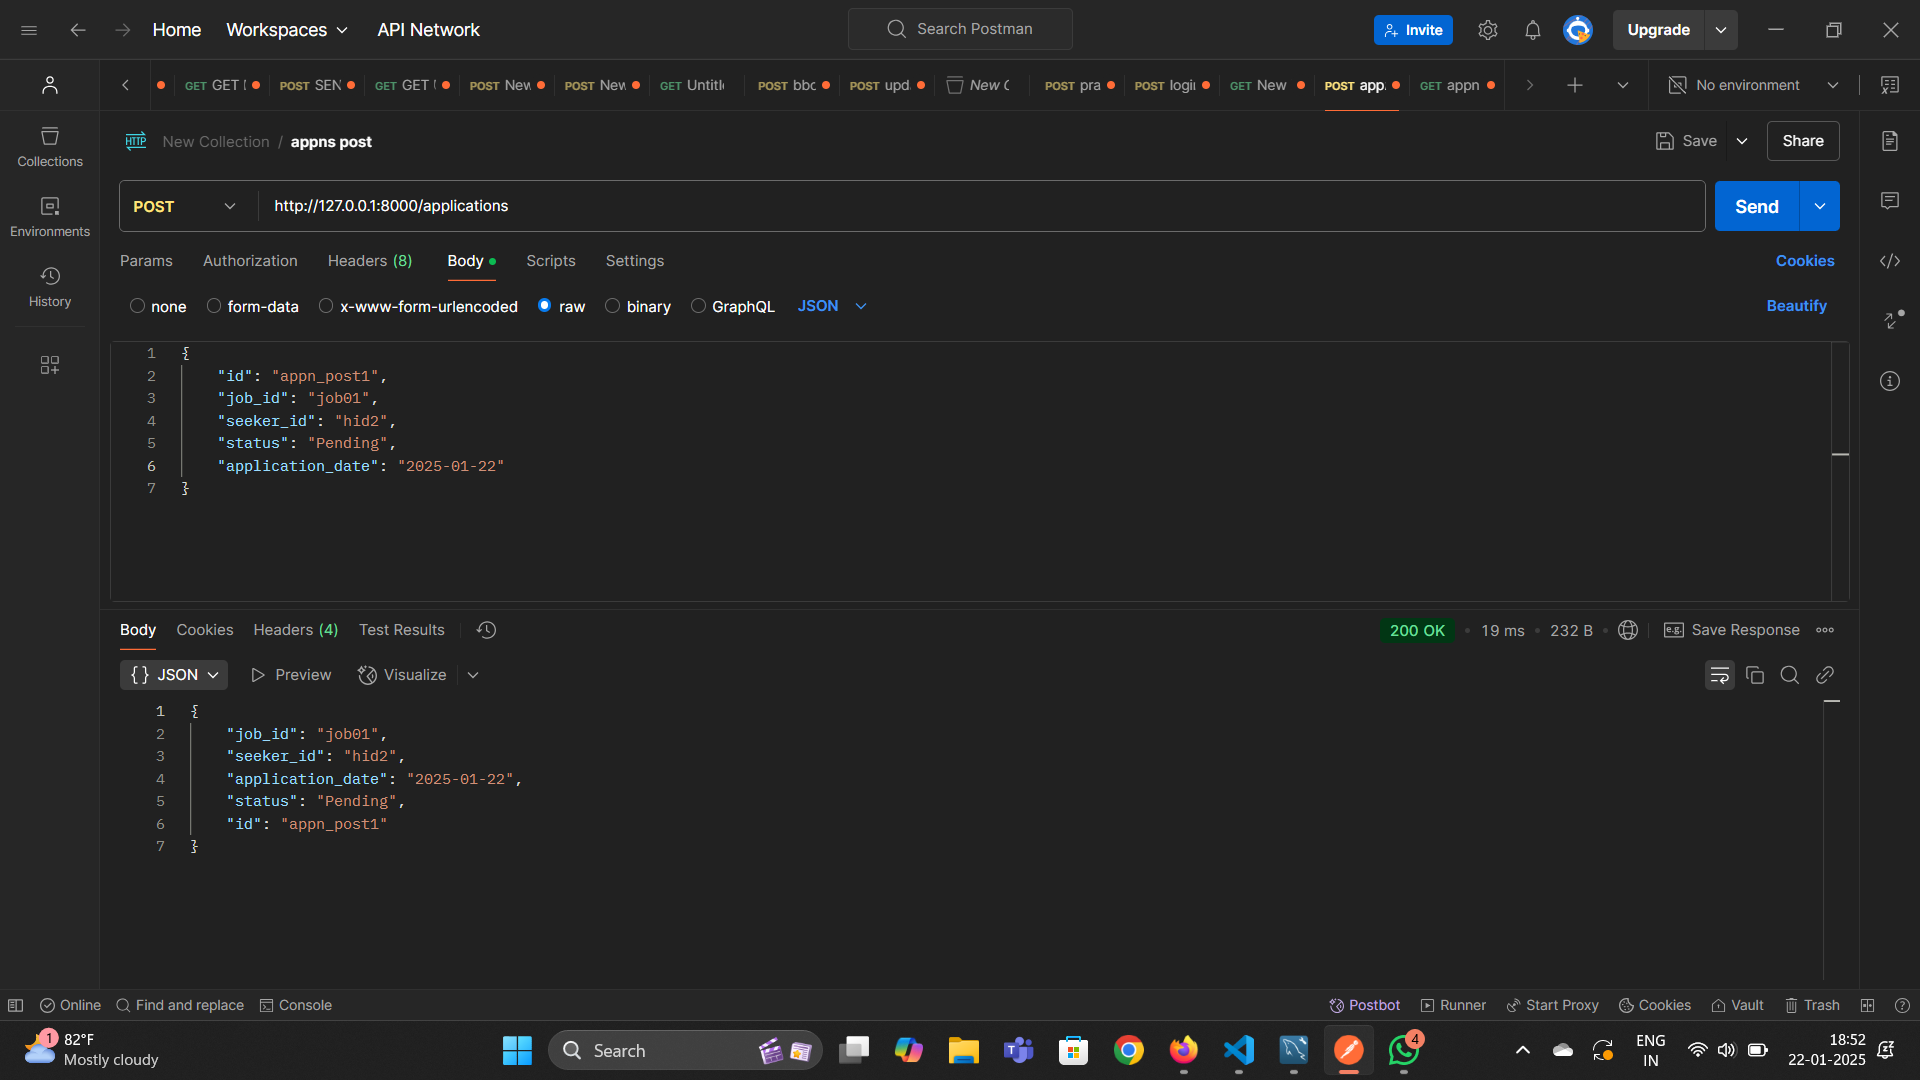 Home Workspaces API Network Search Postman Invite Upgrade
GET GET POST SEN GET GET POST New POST New GET Untitl POST bbc POST upd New C POST pra POST logi GET New POST app. GET appn No environment
New Collection / appns post Save Share
Collections
POST http://127.0.0.1:8000/applications Send
Environments
Params Authorization Headers (8) Body Scripts Settings Cookies
History
none form-data x-www-form-urlencoded raw binary GraphQL JSON Beautify
1 {
2 "id": "appn_post1",
3 "job_id": "job01",
4 "seeker_id": "hid2",
5 "status": "Pending",
6 "application_date": "2025-01-22"
7 }
Body Cookies Headers (4) Test Results 200 OK 19 ms 232 B e.g. Save Response
{} JSON Preview Visualize
1 {
2 "job_id": "job01",
3 "seeker_id": "hid2",
4 "application_date": "2025-01-22",
5 "status": "Pending",
6 "id": "appn_post1"
7 }
Online Find and replace Console Postbot Runner Start Proxy Cookies Vault Trash
1 82°F
Mostly cloudy
Search
4
ENG
IN
18:52
22-01-2025